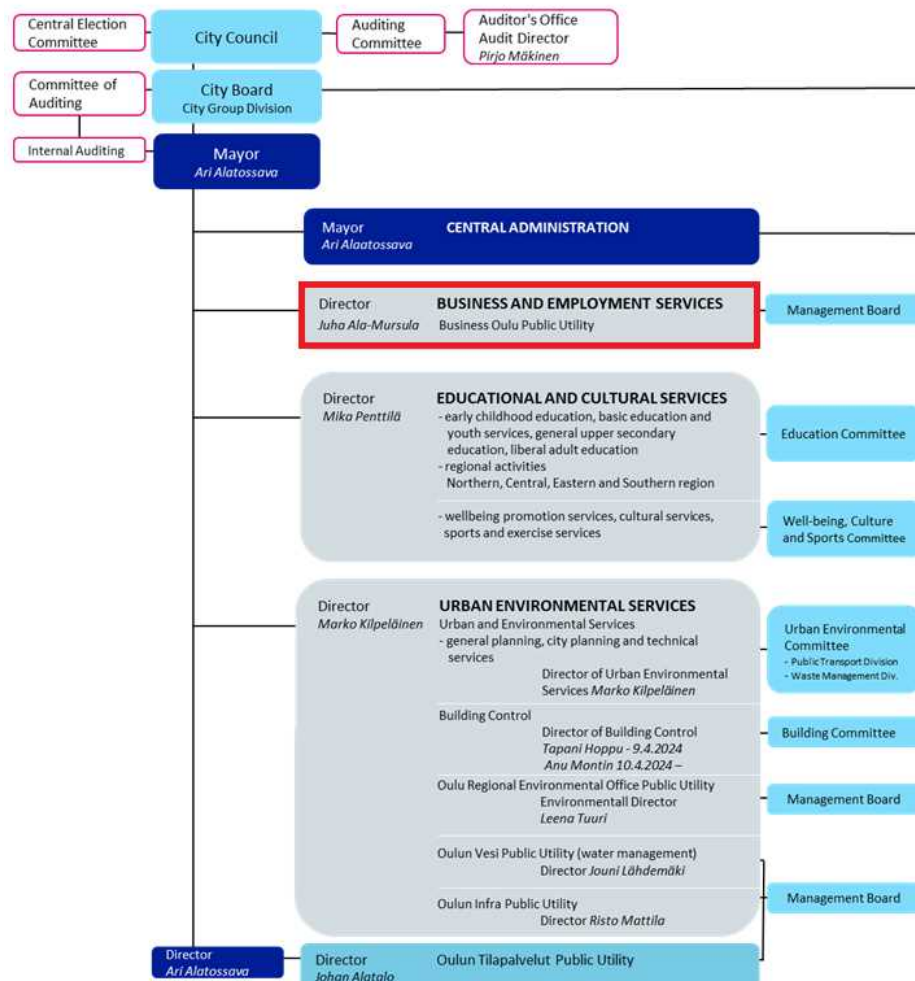 Central Election
Committee
City Council
Auditing
Committee
Auditor's Office
Audit Director
Pirjo Mäkinen
Committee of
Auditing
City Board
City Group Division
Internal Auditing
Mayor
Ari Alatossava
Mayor
Ari Alaatossava
CENTRAL ADMINISTRATION
Director
Juha Ala-Mursula
BUSINESS AND EMPLOYMENT SERVICES
Business Oulu Public Utility
Management Board
Director
Mika Penttilä
EDUCATIONAL AND CULTURAL SERVICES
- early childhood education, basic education and
youth services, general upper secondary
education, liberal adult education
- regional activities
Northern, Central, Eastern and Southern region
Education Committee
- wellbeing promotion services, cultural services,
sports and exercise services
Well-being, Culture
and Sports Committee
Director
Marko Kilpeläinen
URBAN ENVIRONMENTAL SERVICES
Urban and Environmental Services
- general planning, city planning and technical
services
Director of Urban Environmental
Services Marko Kilpeläinen
Urban Environmental
Committee
- Public Transport Division
- Waste Management Div.
Building Control
Director of Building Control
Tapani Hoppu - 9.4.2024
Anu Montin 10.4.2024 –
Building Committee
Oulu Regional Environmental Office Public Utility
Environmentall Director
Leena Tuuri
Management Board
Oulun Vesi Public Utility (water management)
Director Jouni Lähdemäki
Oulun Infra Public Utility
Director Risto Mattila
Management Board
Director
Ari Alatossava
Director
Johan Alatalo
Oulun Tilapalvelut Public Utility